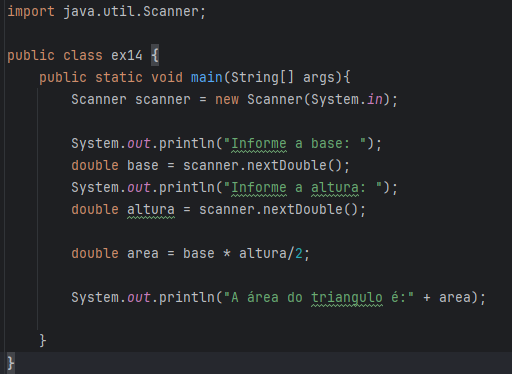 import java.util.Scanner;
public class ex14 {
public static void main(String[] args){
Scanner scanner = new Scanner(System.in);
System.out.println("Informe a base: ");
double base = scanner.nextDouble();
System.out.println("Informe a altura: ");
double altura = scanner.nextDouble();
double area = base * altura/2;
System.out.println("A área do triangulo é:" + area);
}
}